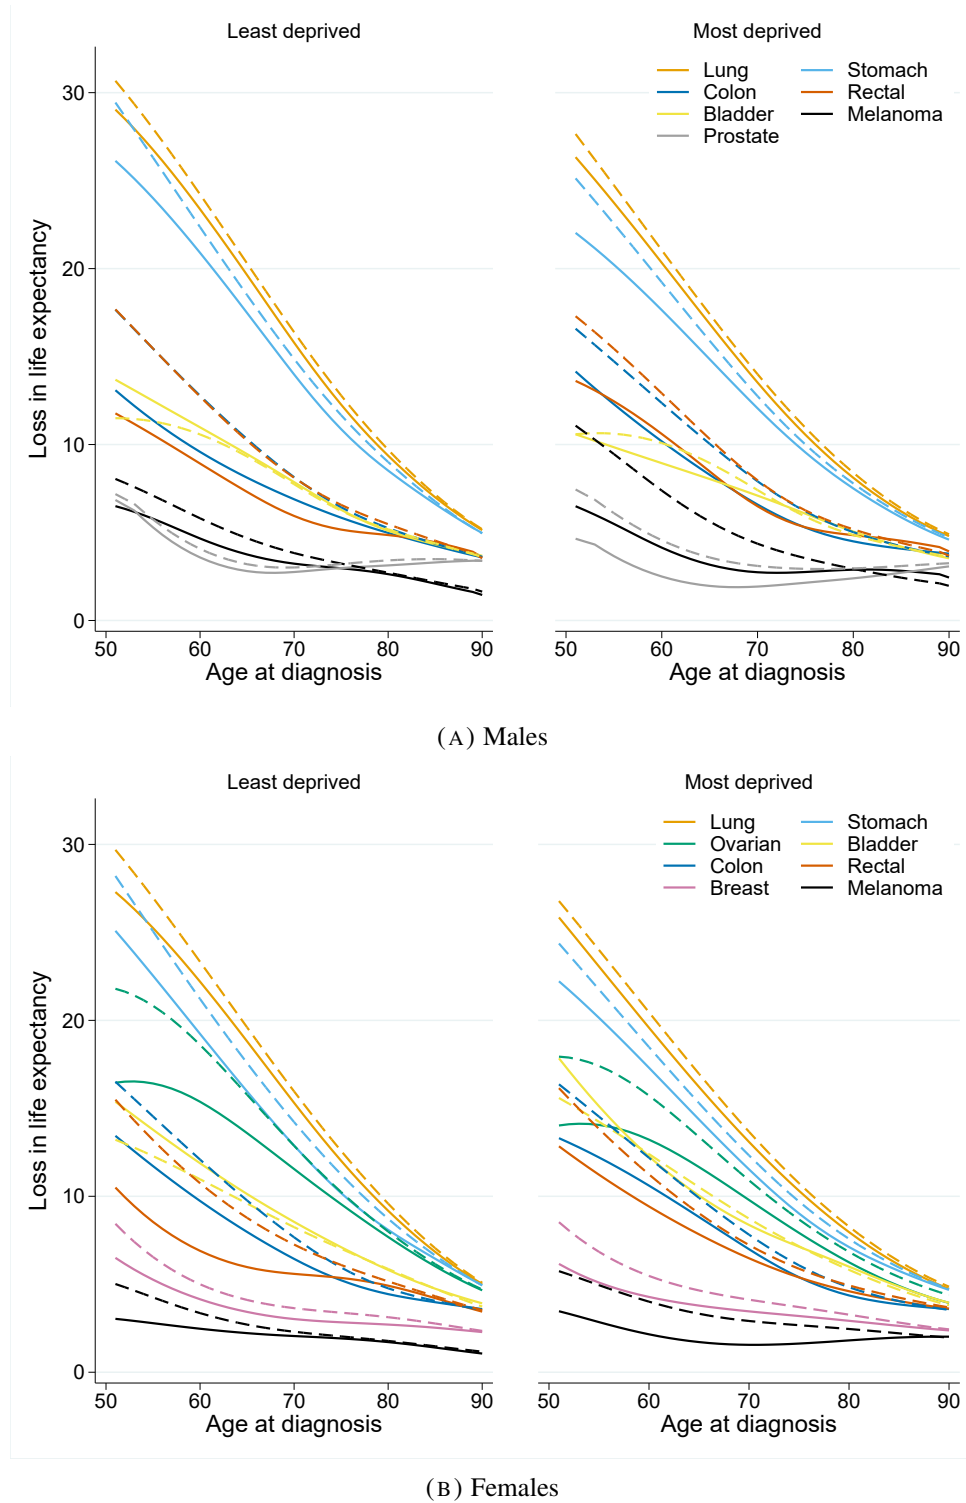 Least deprived Most deprived
Lung Stomach
Colon Rectal
Bladder Melanoma
Prostate
Loss in life expectancy
30
20
10
0
50 60 70 80 90 50 60 70 80 90
Age at diagnosis Age at diagnosis
(A) Males
Least deprived Most deprived
Lung Stomach
Ovarian Bladder
Colon Rectal
Breast Melanoma
Loss in life expectancy
30
20
10
0
50 60 70 80 90 50 60 70 80 90
Age at diagnosis Age at diagnosis
(B) Females